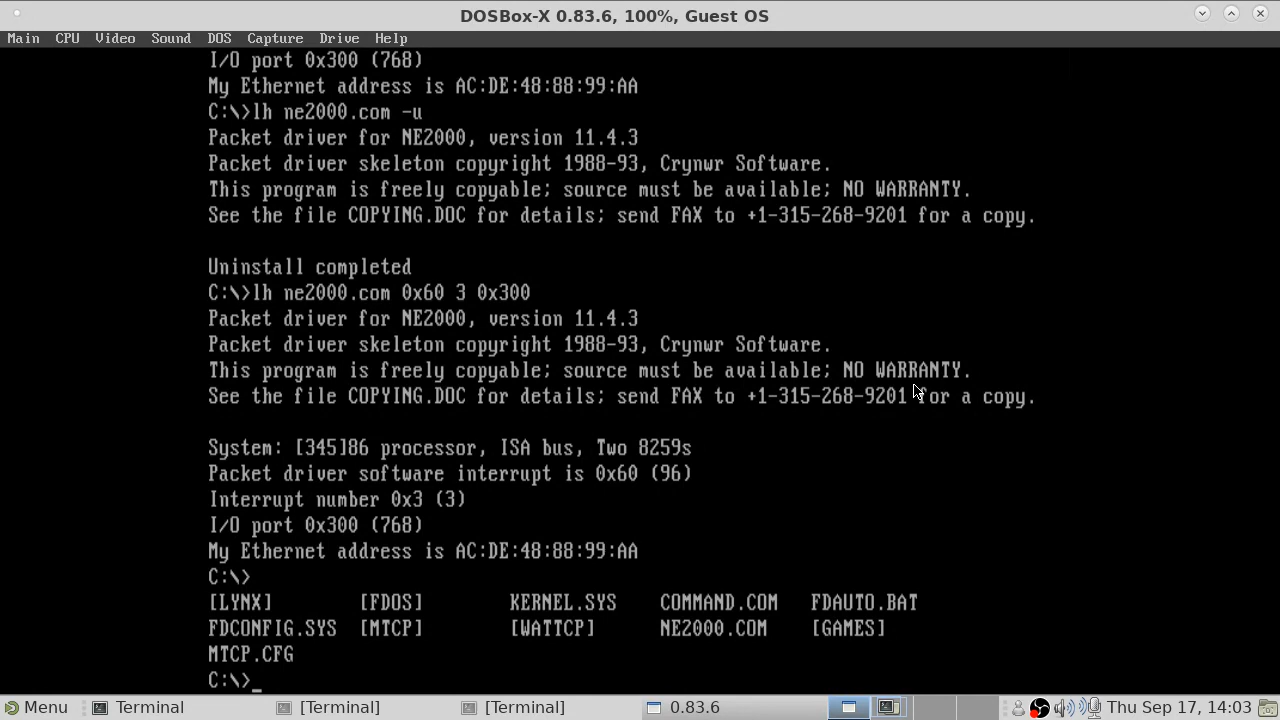 DOSBox-X 0.83.6, 100%, Guest OS
Main CPU Video Sound DOS Capture Drive Help
I/O port 0x300 (768)
My Ethernet address is AC:DE:48:88:99:AA
C:\>lh ne2000.com -u
Packet driver for NE2000, version 11.4.3
Packet driver skeleton copyright 1988-93, Crynwr Software.
This program is freely copyable; source must be available; NO WARRANTY.
See the file COPYING.DOC for details; send FAX to +1-315-268-9201 for a copy.
Uninstall completed
C:\>lh ne2000.com 0x60 3 0x300
Packet driver for NE2000, version 11.4.3
Packet driver skeleton copyright 1988-93, Crynwr Software.
This program is freely copyable; source must be available; NO WARRANTY.
See the file COPYING.DOC for details; send FAX to +1-315-268-9201 for a copy.
System: [345]86 processor, ISA bus, Two 8259s
Packet driver software interrupt is 0x60 (96)
Interrupt number 0x3 (3)
I/O port 0x300 (768)
My Ethernet address is AC:DE:48:88:99:AA
C:\>
[LYNX] [FDOS] KERNEL.SYS COMMAND.COM FDAUTO.BAT
FDCONFIG.SYS [MTCP] [WATTCP] NE2000.COM [GAMES]
MTCP.CFG
C:\>_
Menu Terminal [Terminal] [Terminal] 0.83.6 Thu Sep 17, 14:03